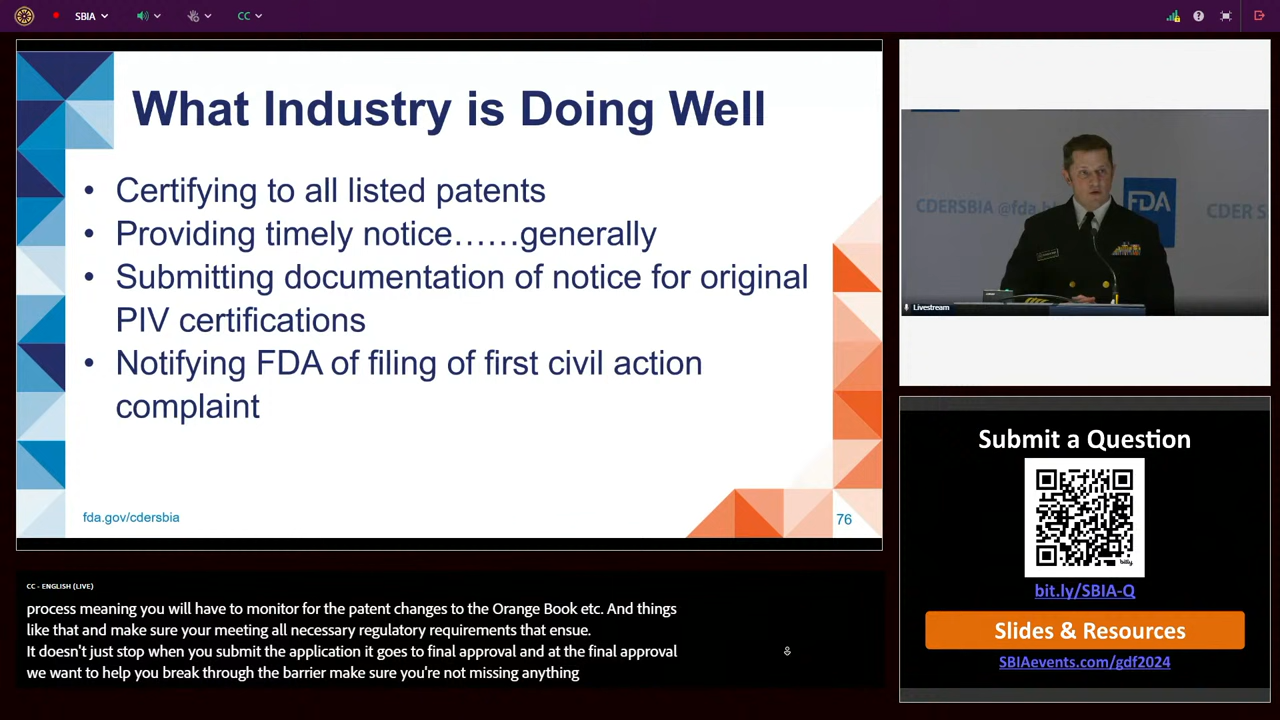 SBIA
CC
What Industry is Doing Well
• Certifying to all listed patents
• Providing timely notice……generally
• Submitting documentation of notice for original
PIV certifications
• Notifying FDA of filing of first civil action
complaint
fda.gov/cdersbia
76
CDERSBIA @fda.
FDA
CDER S
Livestream
Submit a Question
bitly
bit.ly/SBIA-Q
Slides & Resources
SBIAevents.com/gdf2024
CC - ENGLISH (LIVE)
process meaning you will have to monitor for the patent changes to the Orange Book etc. And things
like that and make sure your meeting all necessary regulatory requirements that ensue.
It doesn't just stop when you submit the application it goes to final approval and at the final approval
we want to help you break through the barrier make sure you're not missing anything